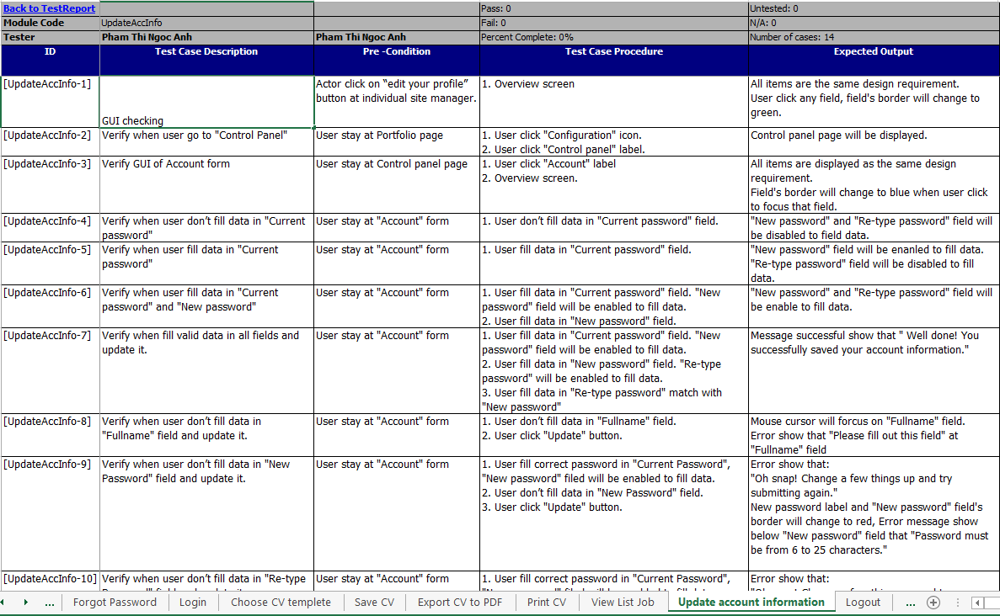 Back to TestReport Pass: 0 Untested: 0
Module Code UpdateAccInfo Fail: 0 N/A: 0
Tester Pham Thi Ngoc Anh Pham Thi Ngoc Anh Percent Complete: 0% Number of cases: 14
ID Test Case Description Pre -Condition Test Case Procedure Expected Output
[UpdateAccInfo-1]
GUI checking
Actor click on “edit your profile”
button at individual site manager.
1. Overview screen
All items are the same design requirement.
User click any field, field's border will change to
green.
[UpdateAccInfo-2]
Verify when user go to "Control Panel"
User stay at Portfolio page
1. User click "Configuration" icon.
2. User click "Control panel" label.
Control panel page will be displayed.
[UpdateAccInfo-3]
Verify GUI of Account form
User stay at Control panel page
1. User click "Account" label
2. Overview screen.
All items are displayed as the same design
requirement.
Field's border will change to blue when user click
to focus that field.
[UpdateAccInfo-4]
Verify when user don’t fill data in "Current
password"
User stay at "Account" form
1. User don’t fill data in "Current password" field.
"New password" and "Re-type password" field will
be disabled to field data.
[UpdateAccInfo-5]
Verify when user fill data in "Current
password"
User stay at "Account" form
1. User fill data in "Current password" field.
"New password" field will be enanled to fill data.
"Re-type password" field will be disabled to fill
data.
[UpdateAccInfo-6]
Verify when user fill data in "Current
password" and "New password"
User stay at "Account" form
1. User fill data in "Current password" field. "New
password" field will be enabled to fill data.
2. User fill data in "New password" field.
"New password" and "Re-type password" field will
be enable to fill data.
[UpdateAccInfo-7]
Verify when fill valid data in all fields and
update it.
User stay at "Account" form
1. User fill data in "Current password" field. "New
password" field will be enabled to fill data.
2. User fill data in "New password" field. "Re-type
password" will be enabled to fill data.
3. User fill data in "Re-type password" match with
"New password"
Message successful show that " Well done! You
successfully saved your account information."
[UpdateAccInfo-8]
Verify when user don’t fill data in
"Fullname" field and update it.
User stay at "Account" form
1. User don’t fill data in "Fullname" field.
2. User click "Update" button.
Mouse cursor will forcus on "Fullname" field.
Error show that "Please fill out this field" at
"Fullname" field
[UpdateAccInfo-9]
Verify when user don’t fill data in "New
Password" field and update it.
User stay at "Account" form
1. User fill correct password in "Current Password",
"New password" filed will be enabled to fill data.
2. User don’t fill data in "New Password" field.
3. User click "Update" button.
Error show that:
"Oh snap! Change a few things up and try
submitting again."
New password label and "New password" field's
border will change to red, Error message show
below "New password" field that "Password must
be from 6 to 25 characters."
[UpdateAccInfo-10]
Verify when user don’t fill data in "Re-type
User stay at "Account" form
1. User fill correct password in "Current Password",
Error show that:
... Forgot Password Login Choose CV templete Save CV Export CV to PDF Print CV View List Job Update account information Logout ...